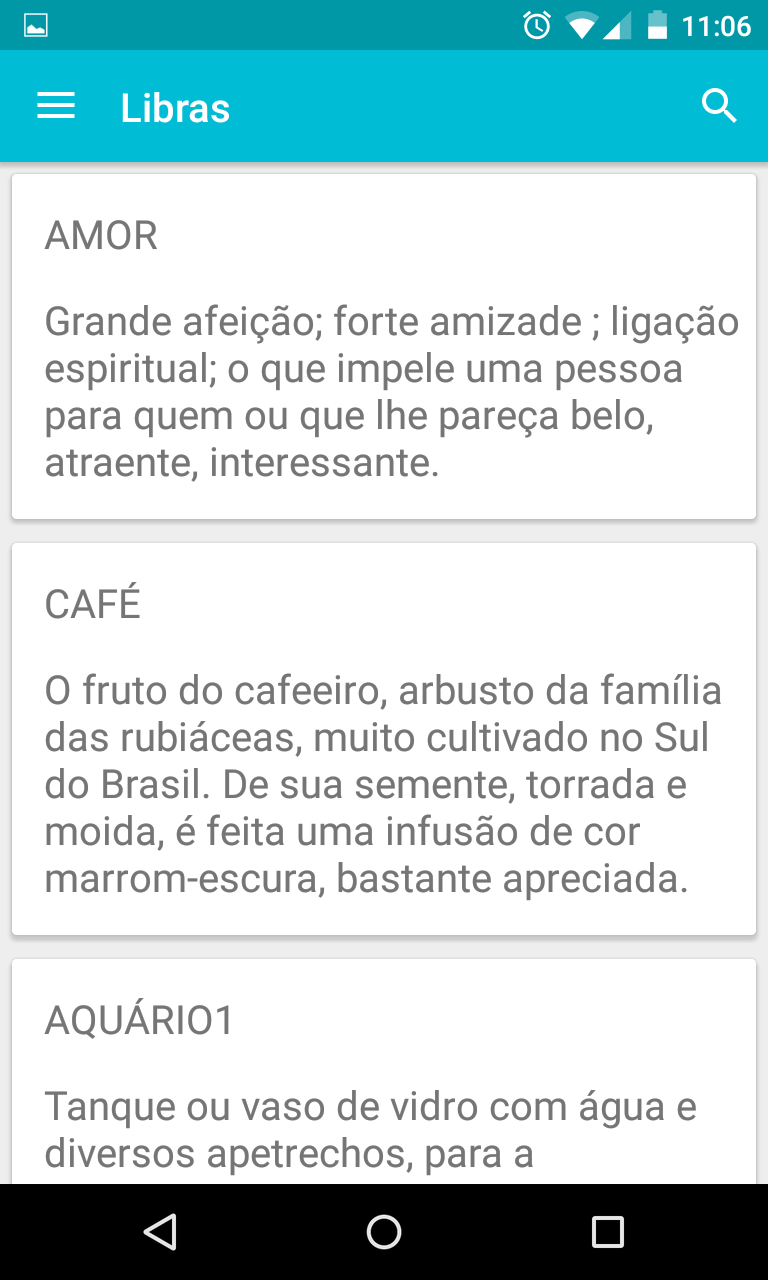 11:06
Libras
AMOR
Grande afeição; forte amizade ; ligação
espiritual; o que impele uma pessoa
para quem ou que lhe pareça belo,
atraente, interessante.
CAFÉ
O fruto do cafeeiro, arbusto da família
das rubiáceas, muito cultivado no Sul
do Brasil. De sua semente, torrada e
moida, é feita uma infusão de cor
marrom-escura, bastante apreciada.
AQUÁRIO1
Tanque ou vaso de vidro com água e
diversos apetrechos, para a